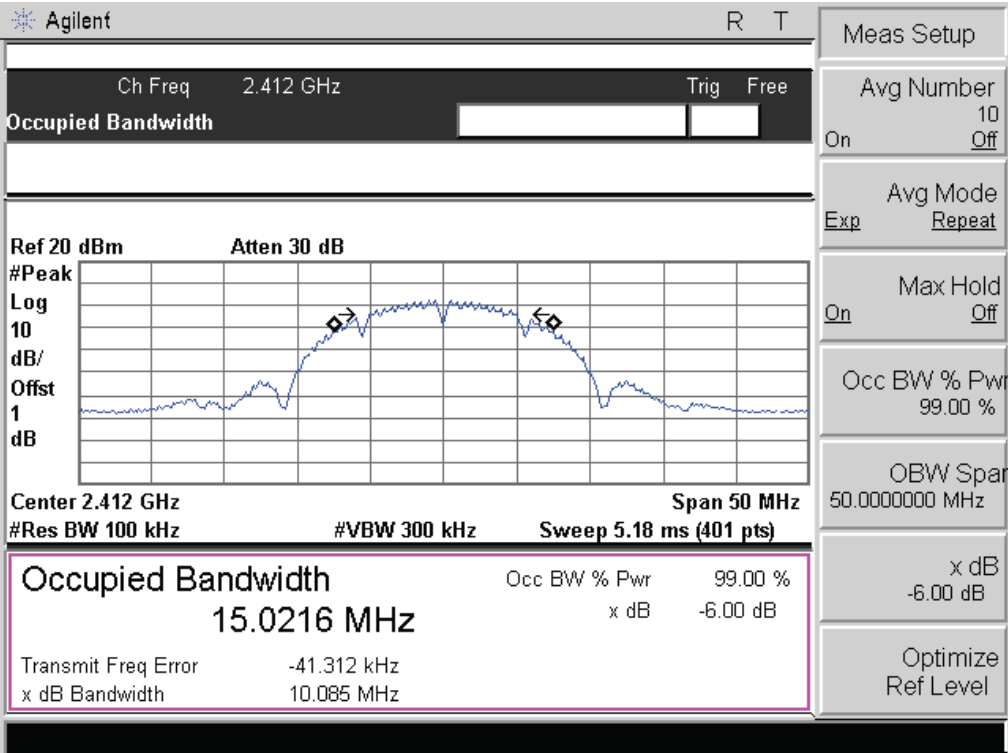 Agilent R T
Ch Freq 2.412 GHz Trig Free
Occupied Bandwidth
Ref 20 dBm Atten 30 dB
#Peak
Log
10
dB/
Offst
1
dB
Center 2.412 GHz Span 50 MHz
#Res BW 100 kHz #VBW 300 kHz Sweep 5.18 ms (401 pts)
Occupied Bandwidth
15.0216 MHz
Occ BW % Pwr 99.00 %
x dB -6.00 dB
Transmit Freq Error -41.312 kHz
x dB Bandwidth 10.085 MHz
Meas Setup
Avg Number
10
On Off
Avg Mode
Exp Repeat
Max Hold
On Off
Occ BW % Pwr
99.00 %
OBW Span
50.0000000 MHz
x dB
-6.00 dB
Optimize
Ref Level